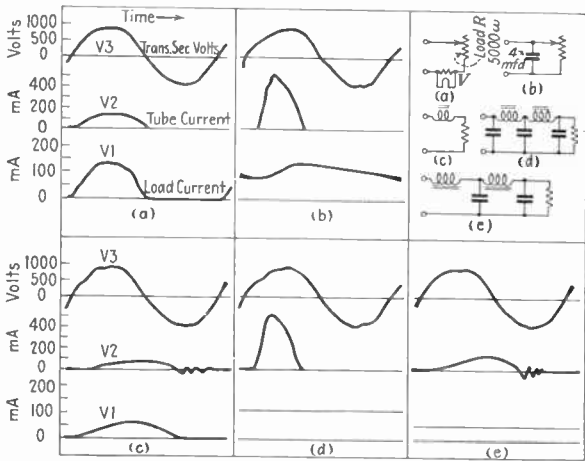 Time
Volts
1000
500
0
V3
Trans. Sec Volts
mA
400
200
0
V2
Tube Current
mA
200
100
0
V1
Load Current
(a)
(b)
Load R
5000 ω
V
(a)
4
mfd
(b)
(c)
(d)
(e)
Volts
1000
500
0
V3
mA
400
200
0
V2
mA
200
100
0
V1
(c)
(d)
(e)